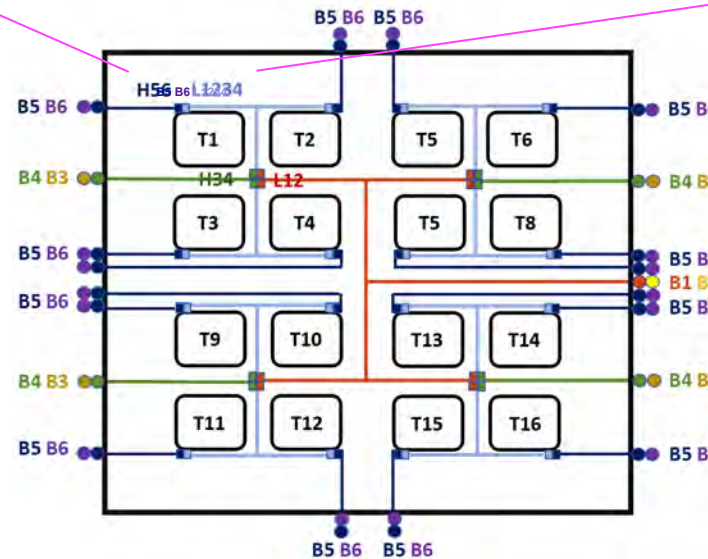 B5 B6 B5 B6
H56 B5 B6 L1234
B5 B6 T1 T2 T5 T6 B5 B
B4 B3 H34 L12 B4 B
T3 T4 T5 T8
B5 B6 B5 B
B1 B
B5 B6 B5 B
T9 T10 T13 T14
B4 B3 B4 B
T11 T12 T15 T16
B5 B6 B5 B
B5 B6 B5 B6